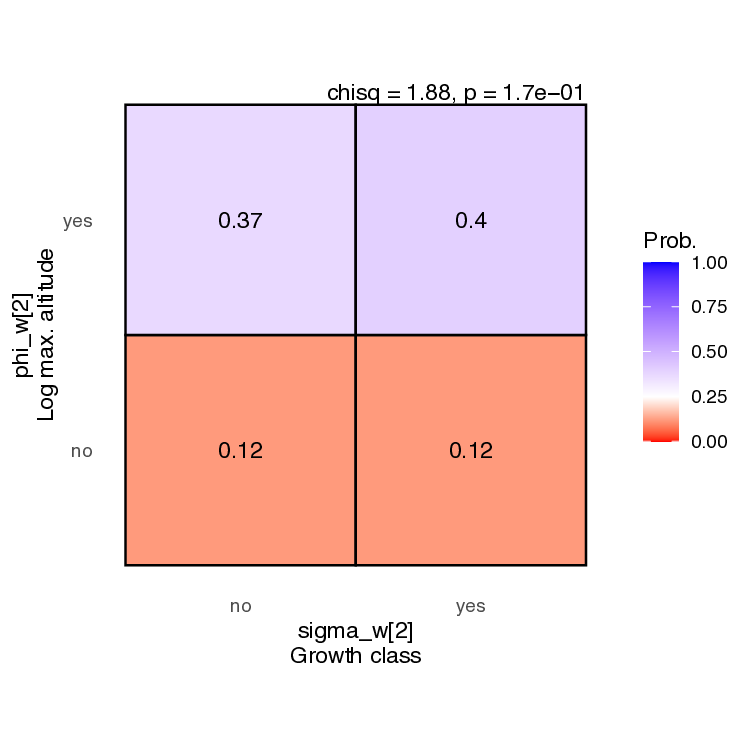 chisq = 1.88, p = 1.7e−01
yes
0.37
0.4
phi_w[2]
Log max. altitude
no
0.12
0.12
no
yes
sigma_w[2]
Growth class
Prob.
1.00
0.75
0.50
0.25
0.00